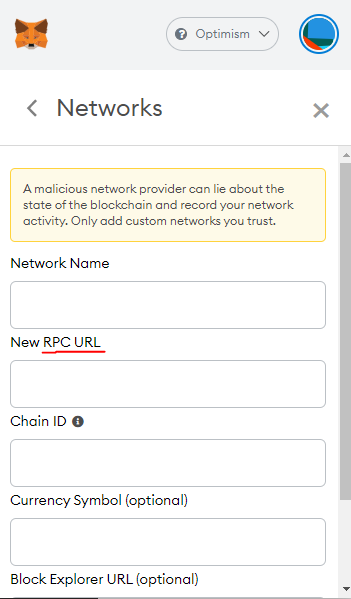 Optimism
Networks
A malicious network provider can lie about the
state of the blockchain and record your network
activity. Only add custom networks you trust.
Network Name
New RPC URL
Chain ID
Currency Symbol (optional)
Block Explorer URL (optional)